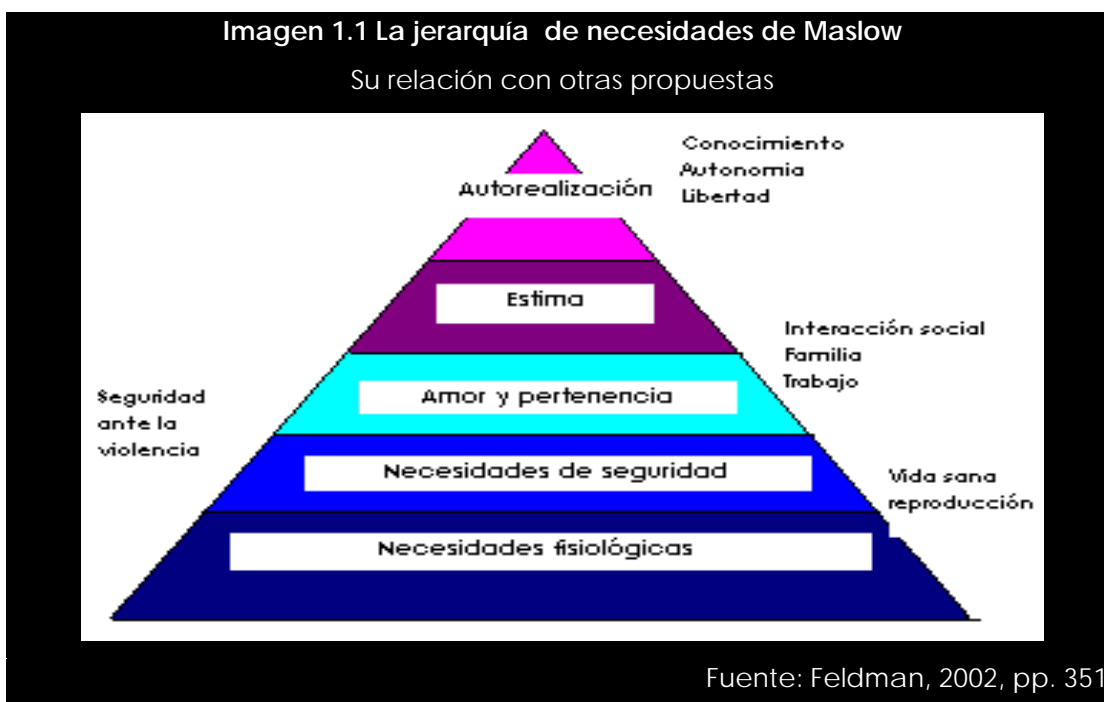 Imagen 1.1 La jerarquía de necesidades de Maslow
Su relación con otras propuestas
Conocimiento
Autonomia
Libertad
Autorealización
Estima
Interacción social
Familia
Trabajo
Amor y pertenencia
Seguridad
ante la
violencia
Necesidades de seguridad
Vida sana
reproducción
Necesidades fisiológicas
Fuente: Feldman, 2002, pp. 351